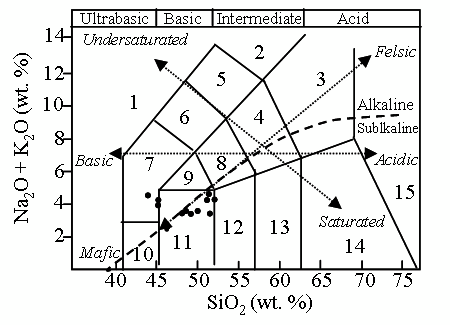 Ultrabasic Basic Intermediate Acid
14
Undersaturated
2
Felsic
12
5
3
1
10
6
4
Alkaline
Sublkaline
8
Basic
7
8
Acidic
6
9
15
4
Saturated
2
12
13
Mafic
10
11
14
40 45 50 55 60 65 70 75
SiO2 (wt. %)
Na2O + K2O (wt. %)